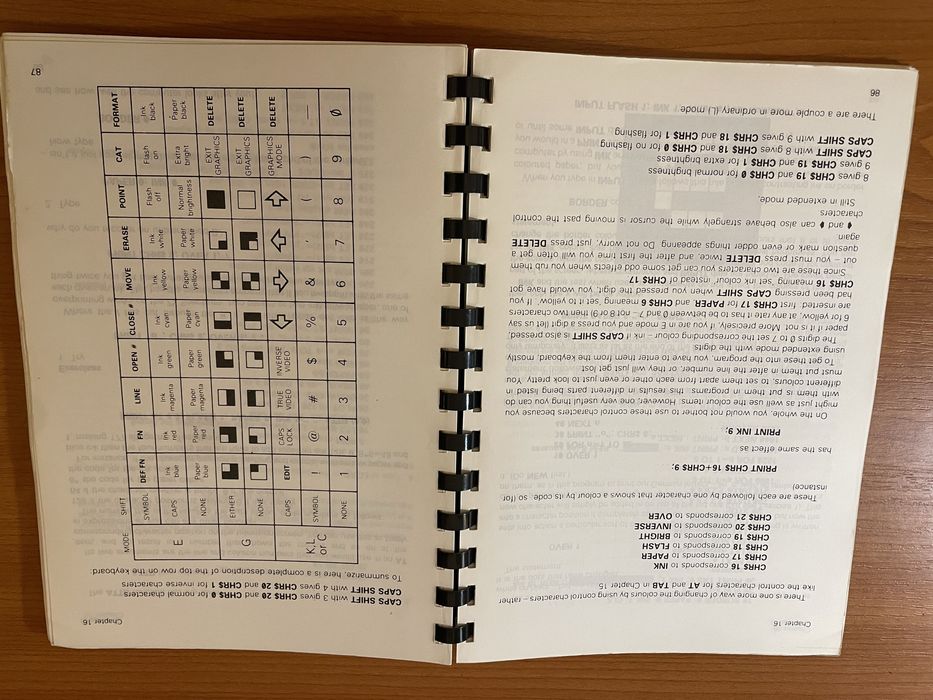 Chapter 16
There is one more way of changing the colours by using control characters – rather
like the control characters for AT and TAB in Chapter 15.
CHR$ 16 corresponds to INK
CHR$ 17 corresponds to PAPER
CHR$ 18 corresponds to FLASH
CHR$ 19 corresponds to BRIGHT
CHR$ 20 corresponds to INVERSE
CHR$ 21 corresponds to OVER
These are each followed by one character that shows a colour by its code, so (for
instance)
PRINT CHR$ 16+CHR$ 9;
has the same effect as
PRINT INK 9;
On the whole, you would not bother to use these control characters because you
might just as well use the colour items. However, one very useful thing you can do
with them is put them in programs: this results in different parts being listed in
different colours, to set them apart from each other or even just to look pretty. You
must put them in after the line number, or they will just get lost.
To get these into the program, you have to enter them from the keyboard, mostly
using extended mode with the digits.
The digits 0 to 7 set the corresponding colour – ink if CAPS SHIFT is also pressed,
paper if it is not. More precisely, if you are in E mode and you press a digit (let us say
6 for yellow; at any rate it has to be between 0 and 7 – not 8 or 9) then two characters
are inserted: first CHR$ 17 for PAPER and CHR$ 6 meaning set it to yellow. If you
had been pressing CAPS SHIFT when you pressed the digit, you would have got
CHR$ 16 meaning 'set ink colour' instead of CHR$ 17.
Since these are two characters you can get some odd effects when you rub them
out – you must press DELETE twice, and after the first time you will often get a
question mark or even odder things appearing. Do not worry; just press DELETE
again.
and can also behave strangely while the cursor is moving past the control
characters.
Still in extended mode,
8 gives CHR$ 19 and CHR$ 0 for normal brightness
9 gives CHR$ 19 and CHR$ 1 for extra brightness
CAPS SHIFT with 8 gives CHR$ 18 and CHR$ 0 for no flashing
CAPS SHIFT with 9 gives CHR$ 18 and CHR$ 1 for flashing
There are couple more in ordinary (L) mode:
86
Chapter 16
CAPS SHIFT with 3 gives CHR$ 20 and CHR$ 0 for normal characters
CAPS SHIFT with 4 gives CHR$ 20 and CHR$ 1 for inverse characters
To summarize, here is a complete description of the top row on the keyboard:
MODE SHIFT
E SYMBOL DEF FN FN LINE OPEN # CLOSE # MOVE ERASE POINT CAT FORMAT
CAPS Ink blue Ink red Ink magenta Ink green Ink cyan Ink yellow Ink white Flash off Flash on Ink black
NONE Paper blue Paper red Paper magenta Paper green Paper cyan Paper yellow Paper white Normal brightness Extra bright Paper black
G EITHER EXIT GRAPHICS DELETE
NONE EXIT GRAPHICS DELETE
K,L or C CAPS EDIT CAPS LOCK TRUE VIDEO INVERSE VIDEO ⇦ ⇩ ⇧ ⇨ GRAPHICS MODE DELETE
SYMBOL ! @ # $ % & ' ( ) _
NONE 1 2 3 4 5 6 7 8 9 0
87